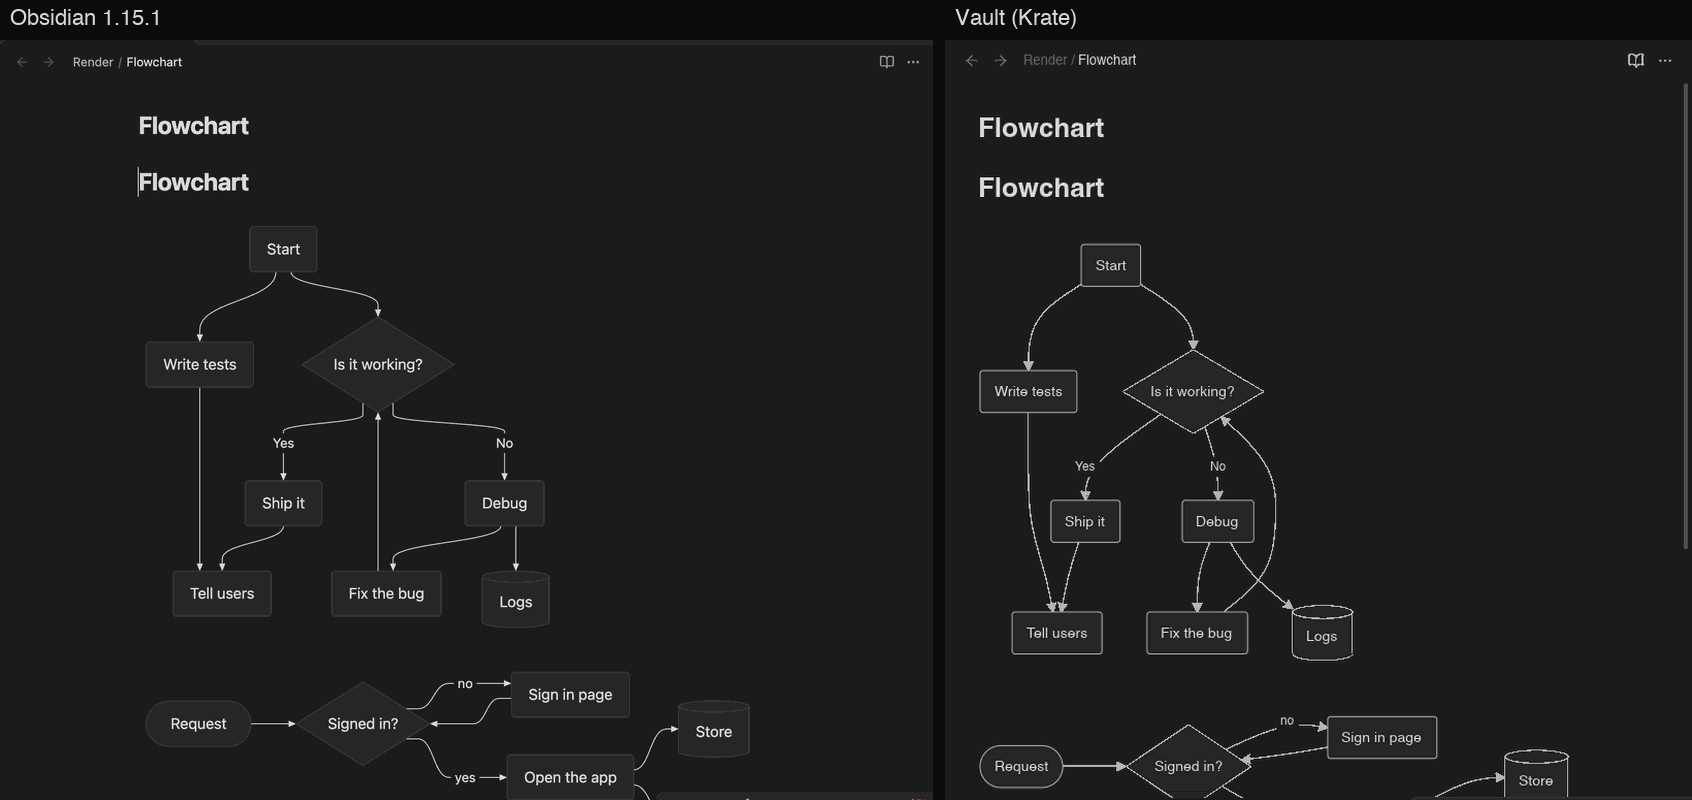 Obsidian 1.15.1
Render / Flowchart
Flowchart
Flowchart
Start
Write tests
Is it working?
Yes
No
Ship it
Debug
Tell users
Fix the bug
Logs
no
Sign in page
Request
Signed in?
Store
yes
Open the app
Vault (Krate)
Render / Flowchart
Flowchart
Flowchart
Start
Write tests
Is it working?
Yes
No
Ship it
Debug
Tell users
Fix the bug
Logs
no
Sign in page
Request
Signed in?
Store